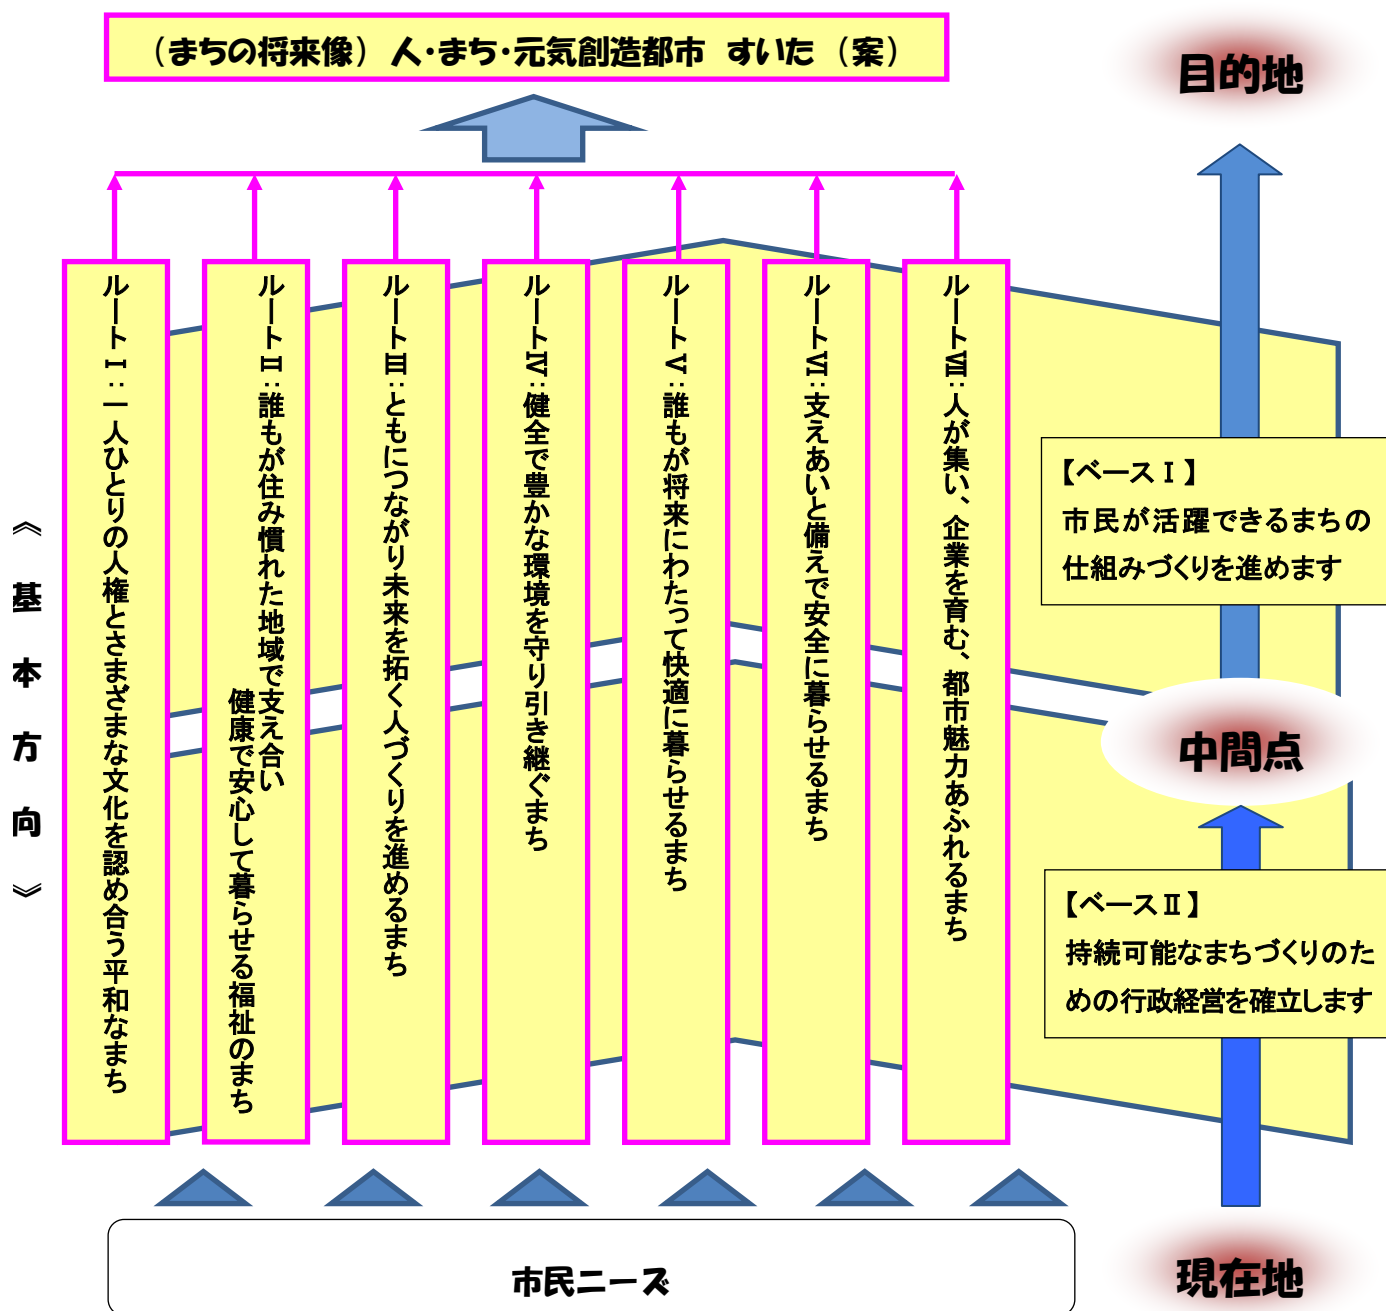 (まちの将来像) 人・まち・元気創造都市 すいた (案)
目的地
《基本方向》
ルートⅠ:一人ひとりの人権とさまざまな文化を認め合う平和なまち
ルートⅡ:誰もが住み慣れた地域で支え合い
健康で安心して暮らせる福祉のまち
ルートⅢ:ともにつながり未来を拓く人づくりを進めるまち
ルートⅣ:健全で豊かな環境を守り引き継ぐまち
ルートⅤ:誰もが将来にわたって快適に暮らせるまち
ルートⅥ:支えあいと備えで安全に暮らせるまち
ルートⅦ:人が集い、企業を育む、都市魅力あふれるまち
【ベースⅠ】
市民が活躍できるまちの
仕組みづくりを進めます
中間点
【ベースⅡ】
持続可能なまちづくりのた
めの行政経営を確立します
市民ニーズ
現在地